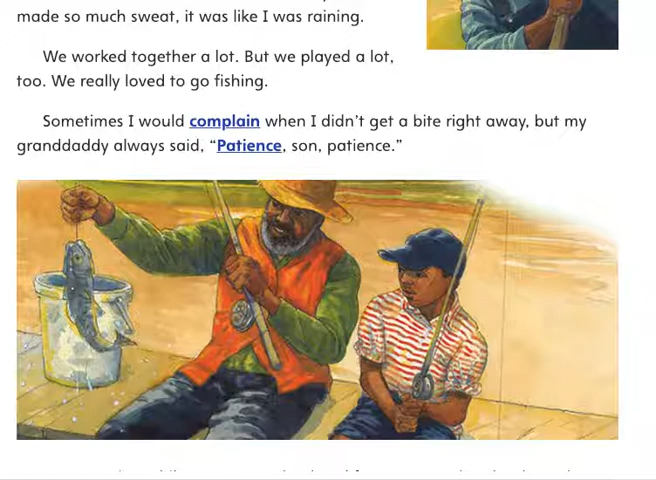 made so much sweat, it was like I was raining.
We worked together a lot. But we played a lot,
too. We really loved to go fishing.
Sometimes I would complain when I didn't get a bite right away, but my
granddaddy always said, “Patience, son, patience.”